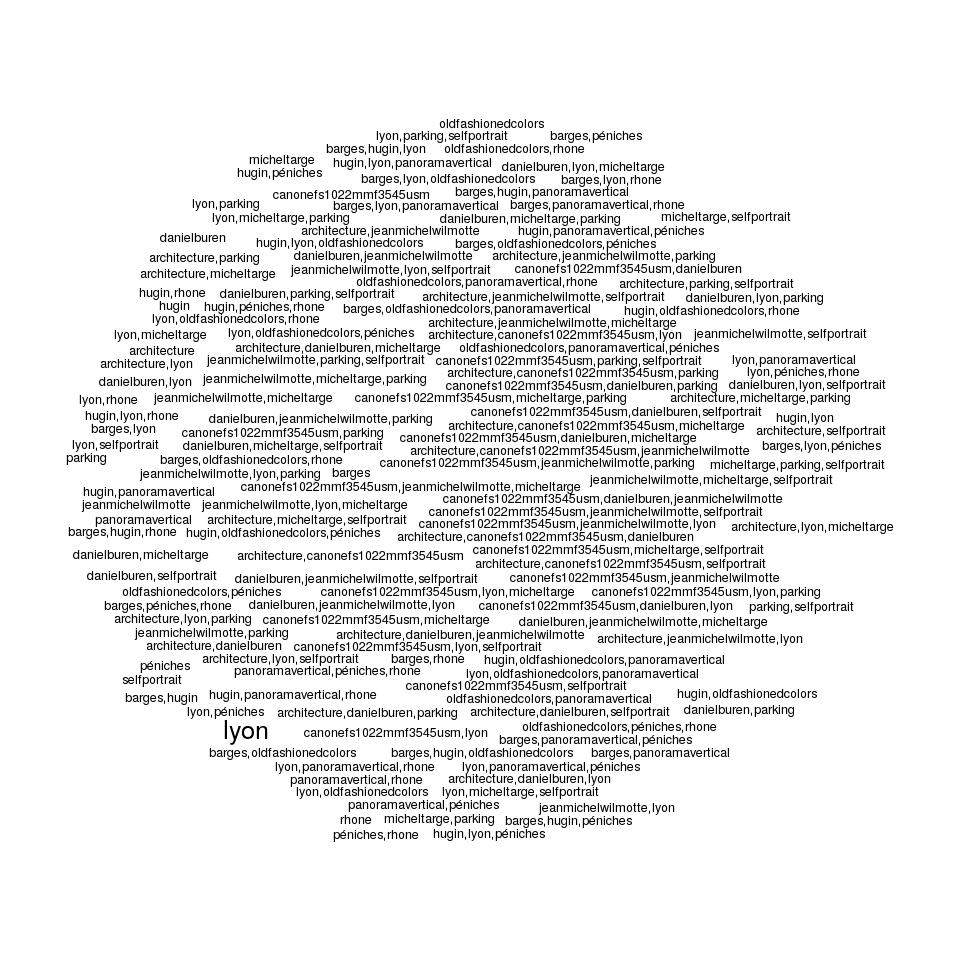 oldfashionedcolors
lyon,parking,selfportrait barges,péniches
barges,hugin,lyon oldfashionedcolors,rhone
micheltarge hugin,lyon,panoramavertical danielburen,lyon,micheltarge
hugin,péniches barges,lyon,oldfashionedcolors barges,lyon,rhone
canonefs1022mmf3545usm barges,hugin,panoramavertical
lyon,parking barges,lyon,panoramavertical barges,panoramavertical,rhone
lyon,micheltarge,parking danielburen,micheltarge,parking micheltarge,selfportrait
architecture,jeanmichelwilmotte hugin,panoramavertical,péniches
danielburen hugin,lyon,oldfashionedcolors barges,oldfashionedcolors,péniches
architecture,parking danielburen,jeanmichelwilmotte architecture,jeanmichelwilmotte,parking
architecture,micheltarge jeanmichelwilmotte,lyon,selfportrait canonefs1022mmf3545usm,danielburen
oldfashionedcolors,panoramavertical,rhone architecture,parking,selfportrait
hugin,rhone danielburen,parking,selfportrait architecture,jeanmichelwilmotte,selfportrait danielburen,lyon,parking
hugin hugin,péniches,rhone barges,oldfashionedcolors,panoramavertical hugin,oldfashionedcolors,rhone
lyon,oldfashionedcolors,rhone architecture,jeanmichelwilmotte,micheltarge
lyon,micheltarge lyon,oldfashionedcolors,péniches architecture,canonefs1022mmf3545usm,lyon jeanmichelwilmotte,selfportrait
architecture architecture,danielburen,micheltarge oldfashionedcolors,panoramavertical,péniches
architecture,lyon jeanmichelwilmotte,parking,selfportrait canonefs1022mmf3545usm,parking,selfportrait lyon,panoramavertical
architecture,canonefs1022mmf3545usm,parking lyon,péniches,rhone
danielburen,lyon jeanmichelwilmotte,micheltarge,parking canonefs1022mmf3545usm,danielburen,parking danielburen,lyon,selfportrait
lyon,rhone jeanmichelwilmotte,micheltarge canonefs1022mmf3545usm,micheltarge,parking architecture,micheltarge,parking
hugin,lyon,rhone danielburen,jeanmichelwilmotte,parking canonefs1022mmf3545usm,danielburen,selfportrait hugin,lyon
barges,lyon canonefs1022mmf3545usm,parking architecture,canonefs1022mmf3545usm,micheltarge architecture,selfportrait
lyon,selfportrait danielburen,micheltarge,selfportrait canonefs1022mmf3545usm,danielburen,micheltarge barges,lyon,péniches
architecture,canonefs1022mmf3545usm,jeanmichelwilmotte
parking barges,oldfashionedcolors,rhone canonefs1022mmf3545usm,jeanmichelwilmotte,parking micheltarge,parking,selfportrait
jeanmichelwilmotte,lyon,parking barges jeanmichelwilmotte,micheltarge,selfportrait
hugin,panoramavertical canonefs1022mmf3545usm,jeanmichelwilmotte,micheltarge
canonefs1022mmf3545usm,danielburen,jeanmichelwilmotte
jeanmichelwilmotte jeanmichelwilmotte,lyon,micheltarge canonefs1022mmf3545usm,jeanmichelwilmotte,selfportrait
panoramavertical architecture,micheltarge,selfportrait canonefs1022mmf3545usm,jeanmichelwilmotte,lyon architecture,lyon,micheltarge
barges,hugin,rhone hugin,oldfashionedcolors,péniches architecture,canonefs1022mmf3545usm,danielburen
danielburen,micheltarge architecture,canonefs1022mmf3545usm canonefs1022mmf3545usm,micheltarge,selfportrait
architecture,canonefs1022mmf3545usm,selfportrait
danielburen,selfportrait danielburen,jeanmichelwilmotte,selfportrait canonefs1022mmf3545usm,jeanmichelwilmotte
oldfashionedcolors,péniches canonefs1022mmf3545usm,lyon,micheltarge canonefs1022mmf3545usm,lyon,parking
barges,péniches,rhone danielburen,jeanmichelwilmotte,lyon canonefs1022mmf3545usm,danielburen,lyon parking,selfportrait
architecture,lyon,parking canonefs1022mmf3545usm,micheltarge danielburen,jeanmichelwilmotte,micheltarge
jeanmichelwilmotte,parking architecture,danielburen,jeanmichelwilmotte architecture,jeanmichelwilmotte,lyon
architecture,danielburen canonefs1022mmf3545usm,lyon,selfportrait
péniches architecture,lyon,selfportrait barges,rhone hugin,oldfashionedcolors,panoramavertical
panoramavertical,péniches,rhone lyon,oldfashionedcolors,panoramavertical
selfportrait canonefs1022mmf3545usm,selfportrait
barges,hugin hugin,panoramavertical,rhone oldfashionedcolors,panoramavertical hugin,oldfashionedcolors
lyon,péniches architecture,danielburen,parking architecture,danielburen,selfportrait danielburen,parking
lyon canonefs1022mmf3545usm,lyon oldfashionedcolors,péniches,rhone
barges,panoramavertical,péniches
barges,oldfashionedcolors barges,hugin,oldfashionedcolors barges,panoramavertical
lyon,panoramavertical,rhone lyon,panoramavertical,péniches
panoramavertical,rhone architecture,danielburen,lyon
lyon,oldfashionedcolors lyon,micheltarge,selfportrait
panoramavertical,péniches jeanmichelwilmotte,lyon
rhone micheltarge,parking barges,hugin,péniches
péniches,rhone hugin,lyon,péniches